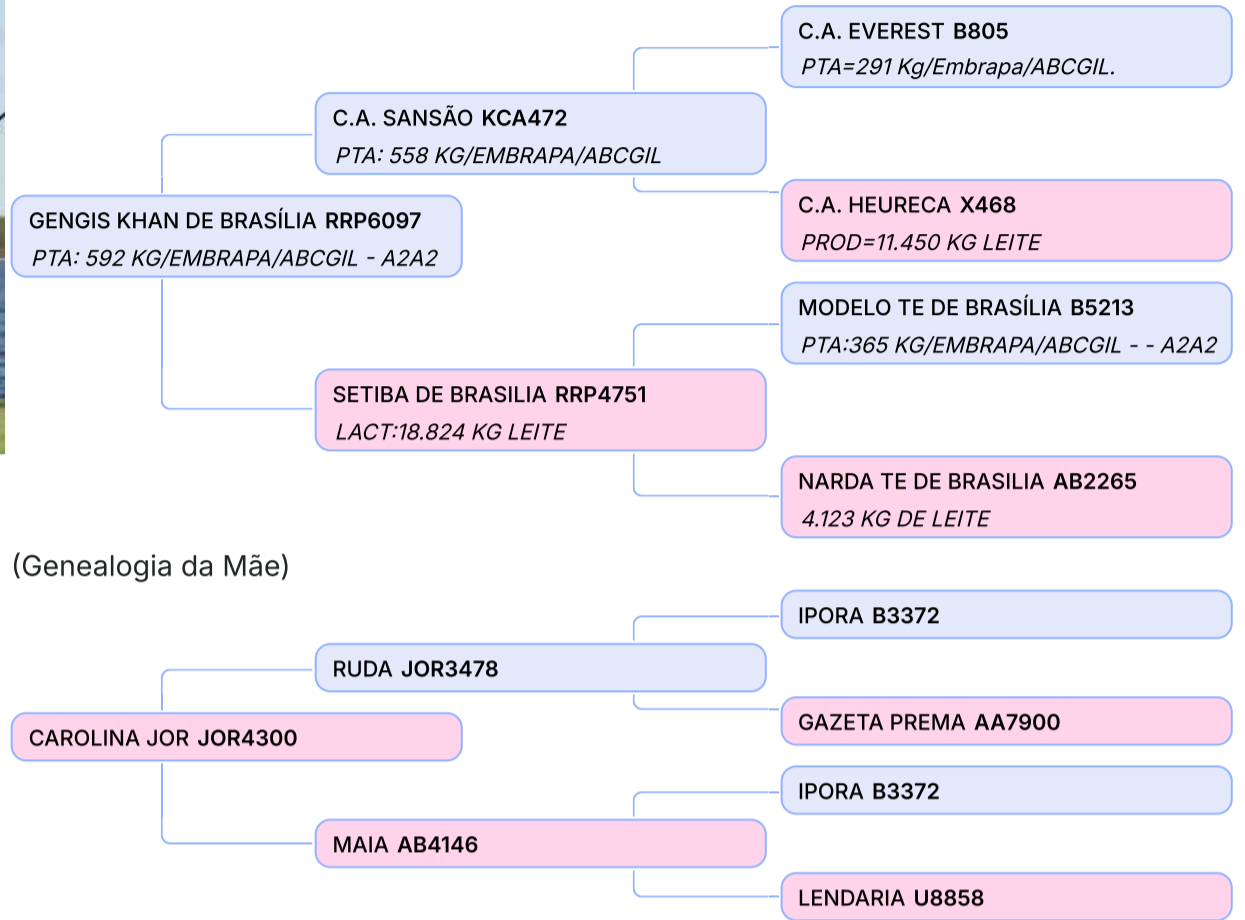 C.A. EVEREST B805
PTA=291 Kg/Embrapa/ABCGIL.
C.A. SANSÃO KCA472
PTA: 558 KG/EMBRAPA/ABCGIL
C.A. HEURECA X468
PROD=11.450 KG LEITE
GENGIS KHAN DE BRASÍLIA RRP6097
PTA: 592 KG/EMBRAPA/ABCGIL - A2A2
MODELO TE DE BRASÍLIA B5213
PTA:365 KG/EMBRAPA/ABCGIL - - A2A2
SETIBA DE BRASILIA RRP4751
LACT:18.824 KG LEITE
NARDA TE DE BRASILIA AB2265
4.123 KG DE LEITE
(Genealogia da Mãe)
IPORA B3372
RUDA JOR3478
GAZETA PREMA AA7900
CAROLINA JOR JOR4300
IPORA B3372
MAIA AB4146
LENDARIA U8858